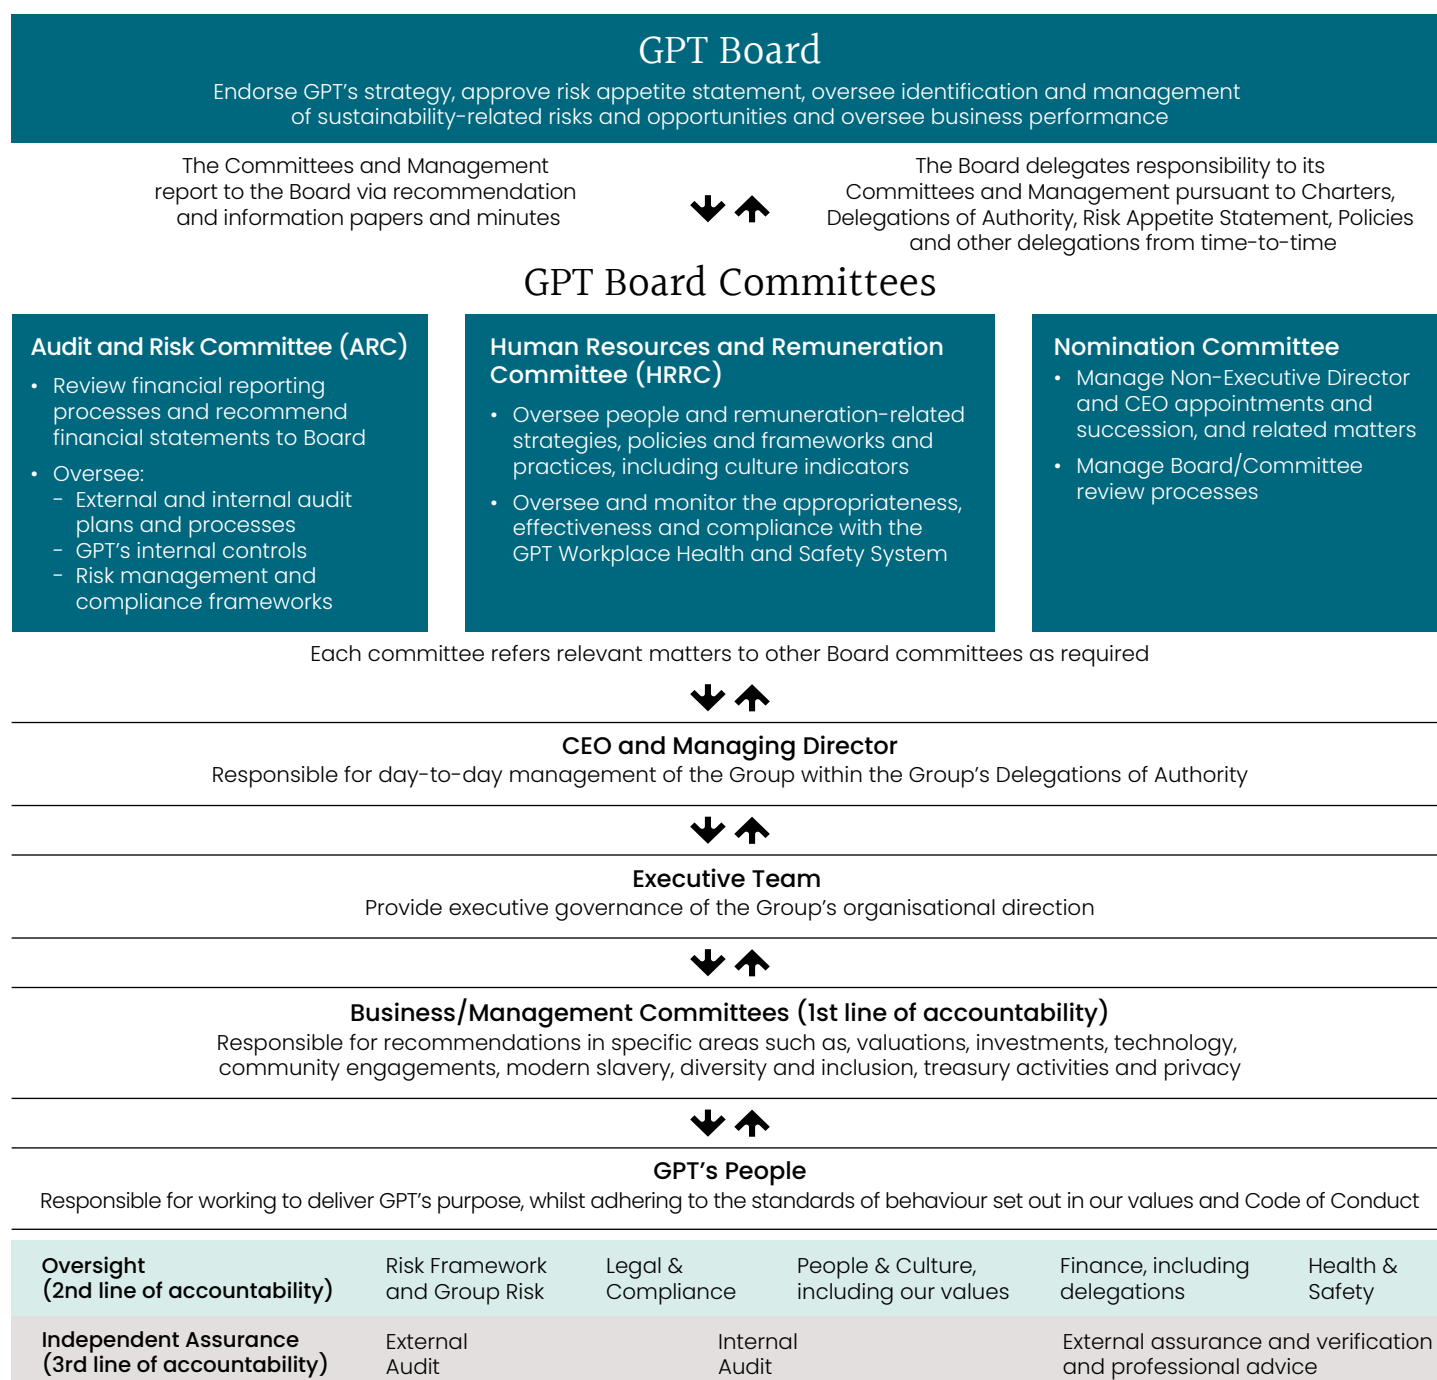 GPT Board
Endorse GPT's strategy, approve risk appetite statement, oversee identification and management
of sustainability-related risks and opportunities and oversee business performance
The Committees and Management
report to the Board via recommendation
and information papers and minutes
The Board delegates responsibility to its
Committees and Management pursuant to Charters,
Delegations of Authority, Risk Appetite Statement, Policies
and other delegations from time-to-time
GPT Board Committees
Audit and Risk Committee (ARC)
• Review financial reporting
processes and recommend
financial statements to Board
• Oversee:
- External and internal audit
plans and processes
- GPT's internal controls
- Risk management and
compliance frameworks
Human Resources and Remuneration
Committee (HRRC)
• Oversee people and remuneration-related
strategies, policies and frameworks and
practices, including culture indicators
• Oversee and monitor the appropriateness,
effectiveness and compliance with the
GPT Workplace Health and Safety System
Nomination Committee
• Manage Non-Executive Director
and CEO appointments and
succession, and related matters
• Manage Board/Committee
review processes
Each committee refers relevant matters to other Board committees as required
CEO and Managing Director
Responsible for day-to-day management of the Group within the Group's Delegations of Authority
Executive Team
Provide executive governance of the Group's organisational direction
Business/Management Committees (1st line of accountability)
Responsible for recommendations in specific areas such as, valuations, investments, technology,
community engagements, modern slavery, diversity and inclusion, treasury activities and privacy
GPT's People
Responsible for working to deliver GPT's purpose, whilst adhering to the standards of behaviour set out in our values and Code of Conduct
Oversight
(2nd line of accountability)
Risk Framework
and Group Risk
Legal &
Compliance
People & Culture,
including our values
Finance, including
delegations
Health &
Safety
Independent Assurance
(3rd line of accountability)
External
Audit
Internal
Audit
External assurance and verification
and professional advice